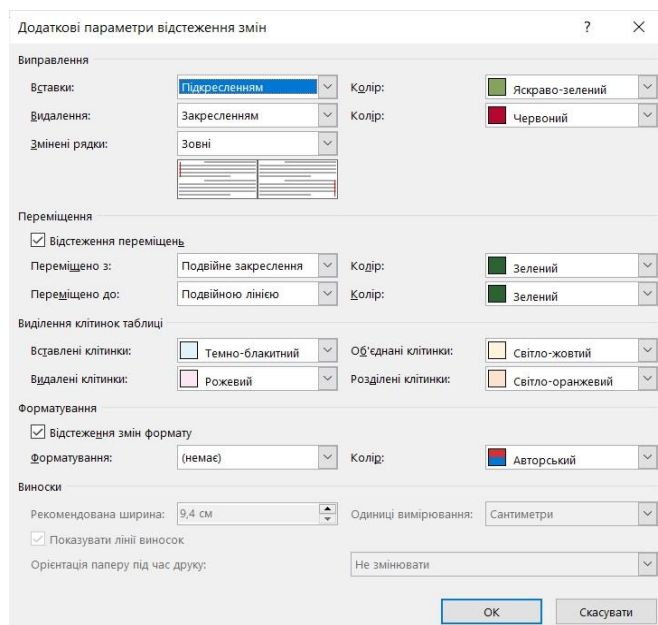 Додаткові параметри відстеження змін ? ×
Виправлення
Вставки: Підкресленням Колір: Яскраво-зелений
Видалення: Закресленням Колір: Червоний
Змінені рядки: Зовні
Переміщення
Відстеження переміщень
Переміщено з: Подвійне закреслення Колір: Зелений
Переміщено до: Подвійною лінією Колір: Зелений
Виділення клітинок таблиці
Вставлені клітинки: Темно-блакитний Об'єднані клітинки: Світло-жовтий
Видалені клітинки: Рожевий Розділені клітинки: Світло-оранжевий
Форматування
Відстеження змін формату
Форматування: (немає) Колір: Авторський
Виноски
Рекомендована ширина: 9,4 см Одиниці вимірювання: Сантиметри
Показувати лінії виносок
Орієнтація паперу під час друку: Не змінювати
ОК Скасувати